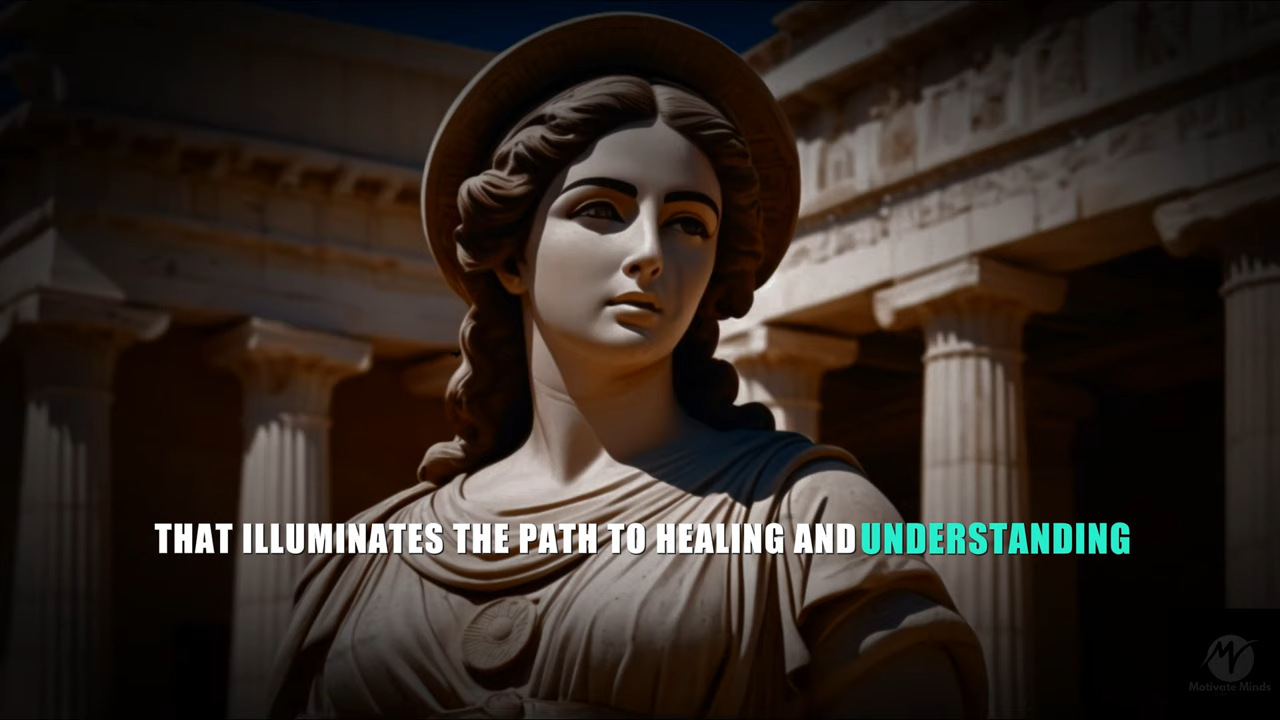 THAT ILLUMINATES THE PATH TO HEALING AND UNDERSTANDING
Motivate Minds